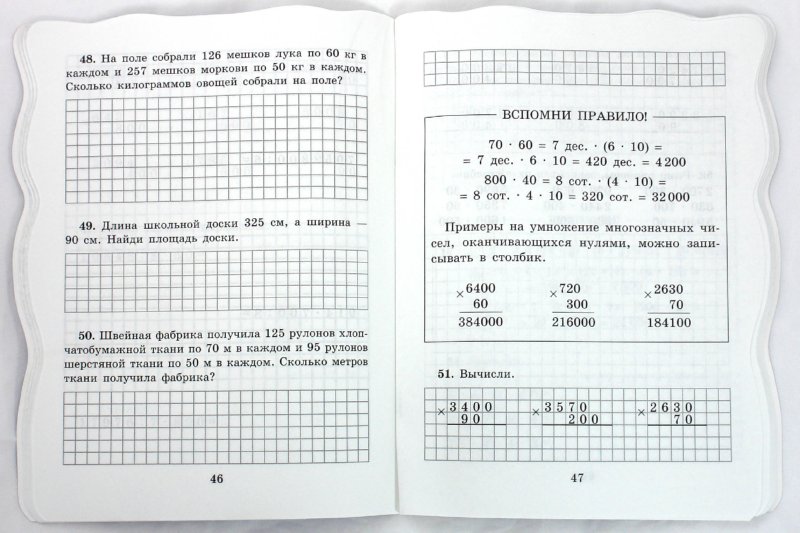 48. На поле собрали 126 мешков лука по 60 кг в
каждом и 257 мешков моркови по 50 кг в каждом.
Сколько килограммов овощей собрали на поле?
49. Длина школьной доски 325 см, а ширина —
90 см. Найди площадь доски.
50. Швейная фабрика получила 125 рулонов хлоп-
чатобумажной ткани по 70 м в каждом и 95 рулонов
шерстяной ткани по 50 м в каждом. Сколько метров
ткани получила фабрика?
46
ВСПОМНИ ПРАВИЛО!
70 · 60 = 7 дес. · (6 · 10) =
= 7 дес. · 6 · 10 = 420 дес. = 4200
800 · 40 = 8 сот. · (4 · 10) =
= 8 сот. · 4 · 10 = 320 сот. = 32000
Примеры на умножение многозначных чи-
сел, оканчивающихся нулями, можно запи-
сывать в столбик.
×6400 ×720 ×2630
60 300 70
384000 216000 184100
51. Вычисли.
×3400 ×3570 ×2630
90 200 70
47